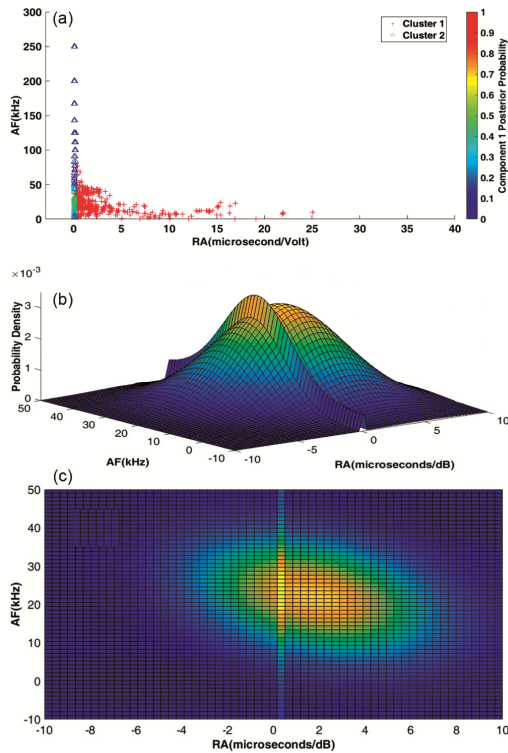 (a)
300
250
200
150
100
50
0
AF(kHz)
0 5 10 15 20 25 30 35 40
RA(microsecond/Volt)
Cluster 1
Cluster 2
1
0.9
0.8
0.7
0.6
0.5
0.4
0.3
0.2
0.1
0
Component 1 Posterior Probability
(b)
×10⁻³
3
2
1
0
Probability Density
50 40 30 20 10 0 -10
AF(kHz)
-10 -5 0 5 10
RA(microseconds/dB)
(c)
50
40
30
20
10
0
-10
AF(kHz)
-10 -8 -6 -4 -2 0 2 4 6 8 10
RA(microseconds/dB)